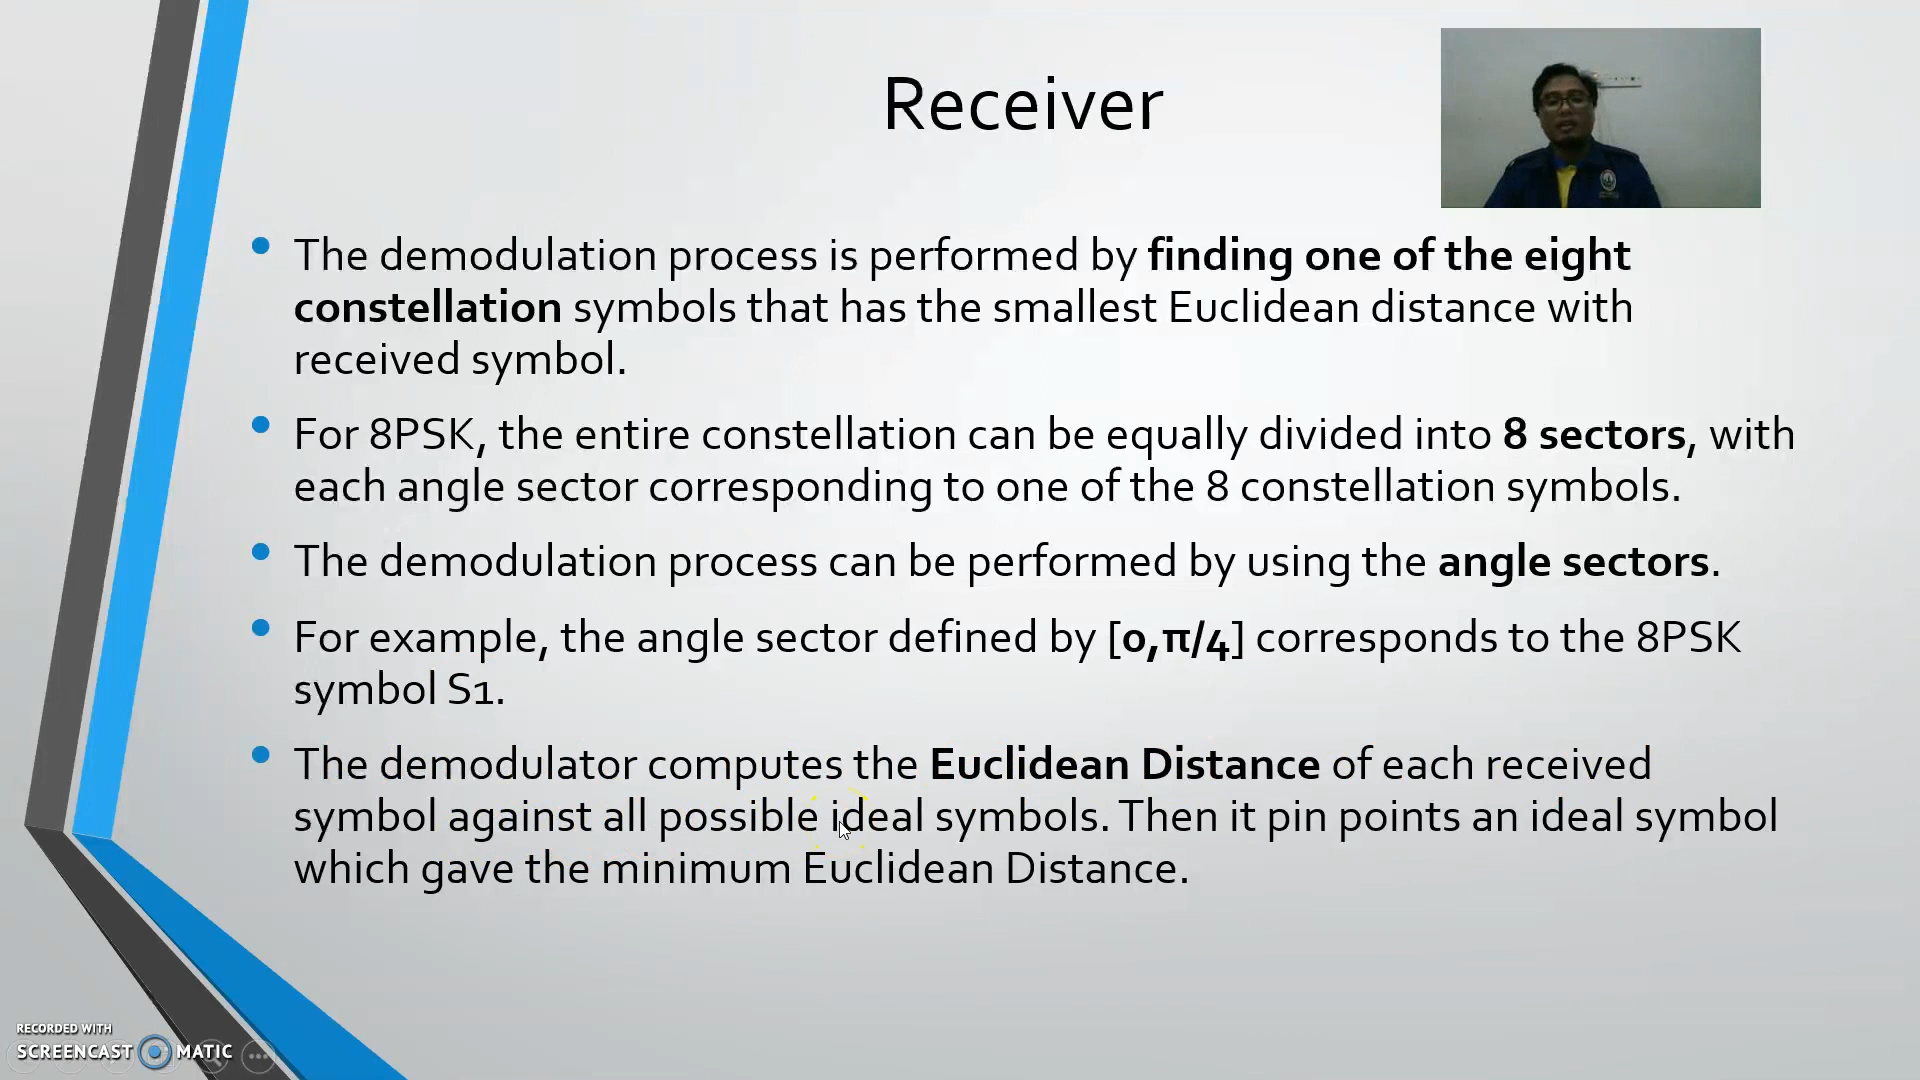 Receiver
• The demodulation process is performed by finding one of the eight
constellation symbols that has the smallest Euclidean distance with
received symbol.
• For 8PSK, the entire constellation can be equally divided into 8 sectors, with
each angle sector corresponding to one of the 8 constellation symbols.
• The demodulation process can be performed by using the angle sectors.
• For example, the angle sector defined by [0,π/4] corresponds to the 8PSK
symbol S1.
• The demodulator computes the Euclidean Distance of each received
symbol against all possible ideal symbols. Then it pin points an ideal symbol
which gave the minimum Euclidean Distance.
RECORDED WITH
SCREENCAST MATIC